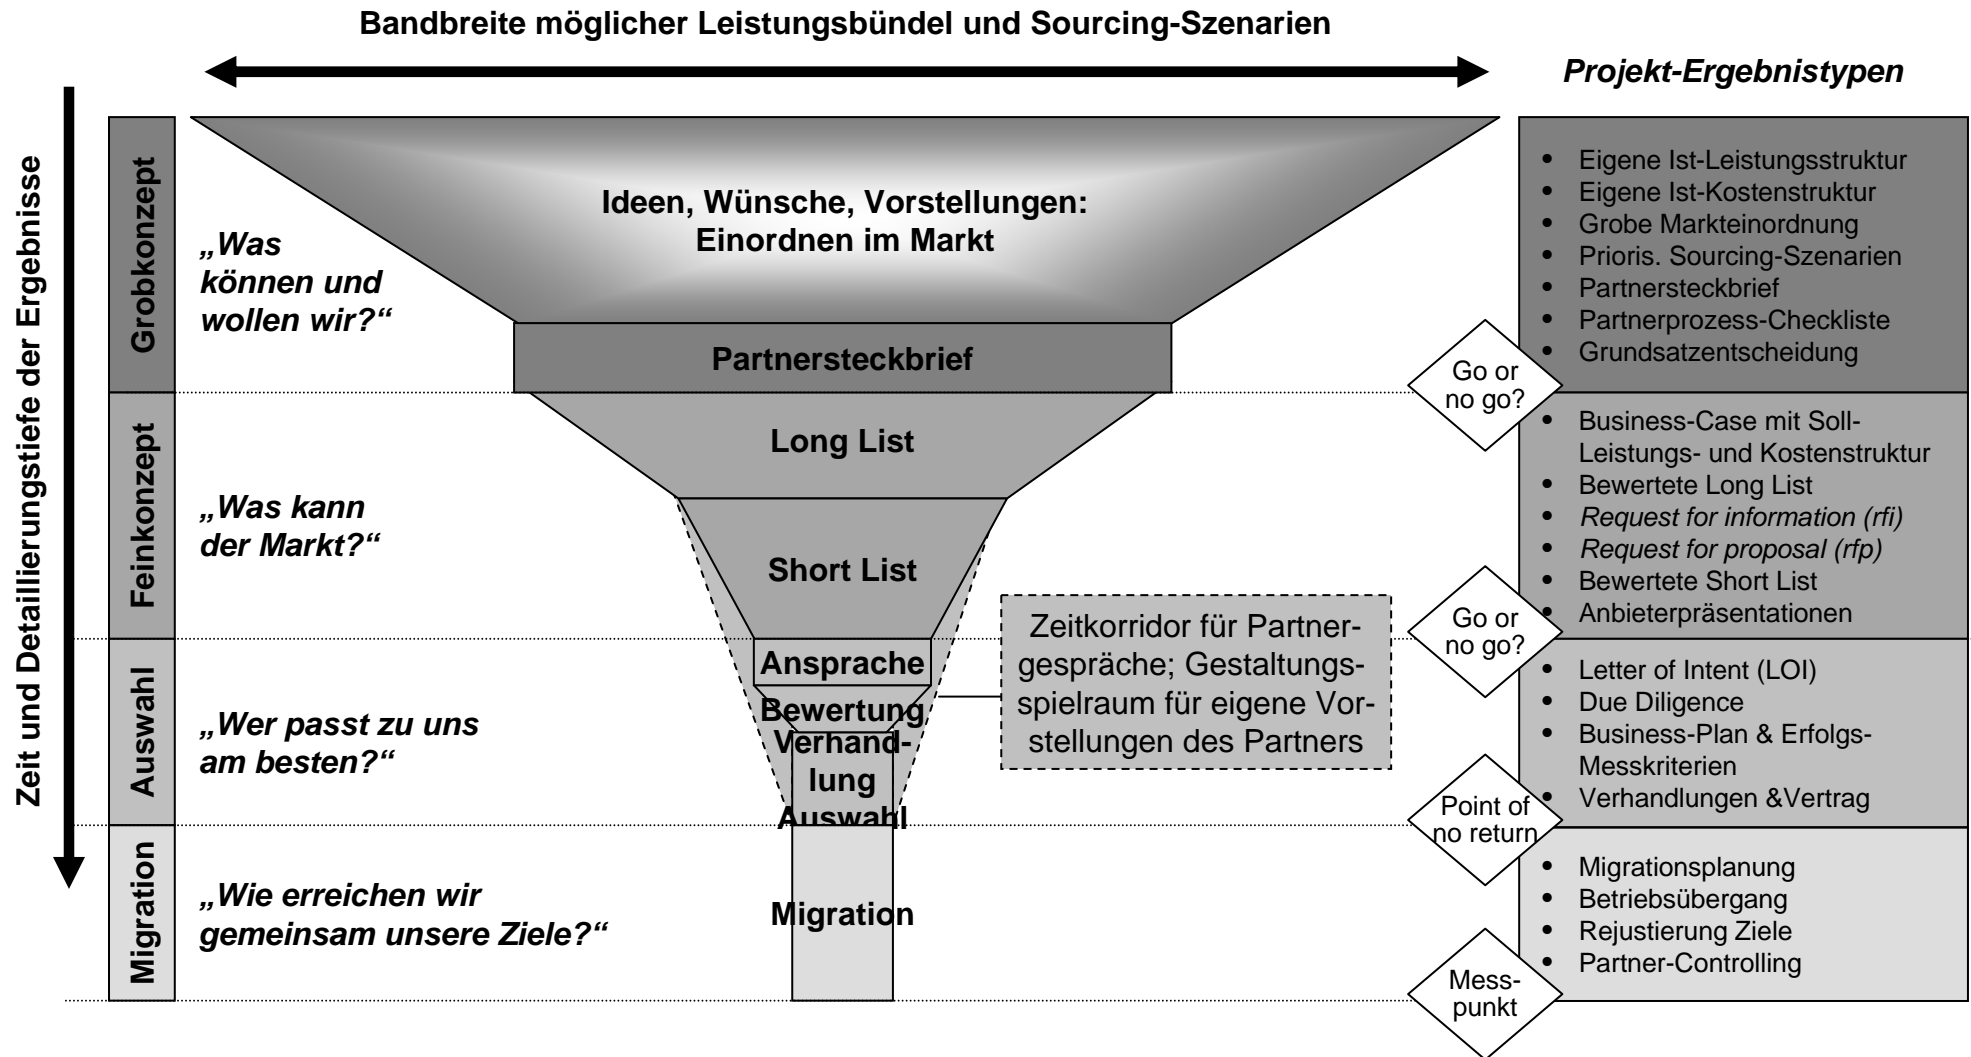 Bandbreite möglicher Leistungsbündel und Sourcing-Szenarien
Projekt-Ergebnistypen
Zeit und Detaillierungstiefe der Ergebnisse
Grobkonzept
„Was
können und
wollen wir?“
Ideen, Wünsche, Vorstellungen:
Einordnen im Markt
Partnersteckbrief
• Eigene Ist-Leistungsstruktur
• Eigene Ist-Kostenstruktur
• Grobe Markteinordnung
• Prioris. Sourcing-Szenarien
• Partnersteckbrief
• Partnerprozess-Checkliste
• Grundsatzentscheidung
Go or
no go?
Feinkonzept
„Was kann
der Markt?“
Long List
Short List
• Business-Case mit Soll-
Leistungs- und Kostenstruktur
• Bewertete Long List
• Request for information (rfi)
• Request for proposal (rfp)
• Bewertete Short List
• Anbieterpräsentationen
Go or
no go?
Auswahl
„Wer passt zu uns
am besten?“
Ansprache
Bewertung
Verhand-
lung
Auswahl
Zeitkorridor für Partner-
gespräche; Gestaltungs-
spielraum für eigene Vor-
stellungen des Partners
• Letter of Intent (LOI)
• Due Diligence
• Business-Plan & Erfolgs-
Messkriterien
• Verhandlungen &Vertrag
Point of
no return
Migration
„Wie erreichen wir
gemeinsam unsere Ziele?“
Migration
• Migrationsplanung
• Betriebsübergang
• Rejustierung Ziele
• Partner-Controlling
Mess-
punkt